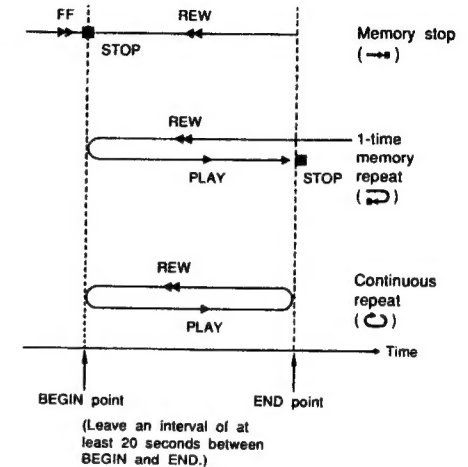 FF
REW
STOP
Memory stop
REW
PLAY
STOP
1-time
memory
repeat
REW
PLAY
Continuous
repeat
Time
BEGIN point
END point
(Leave an interval of at
least 20 seconds between
BEGIN and END.)